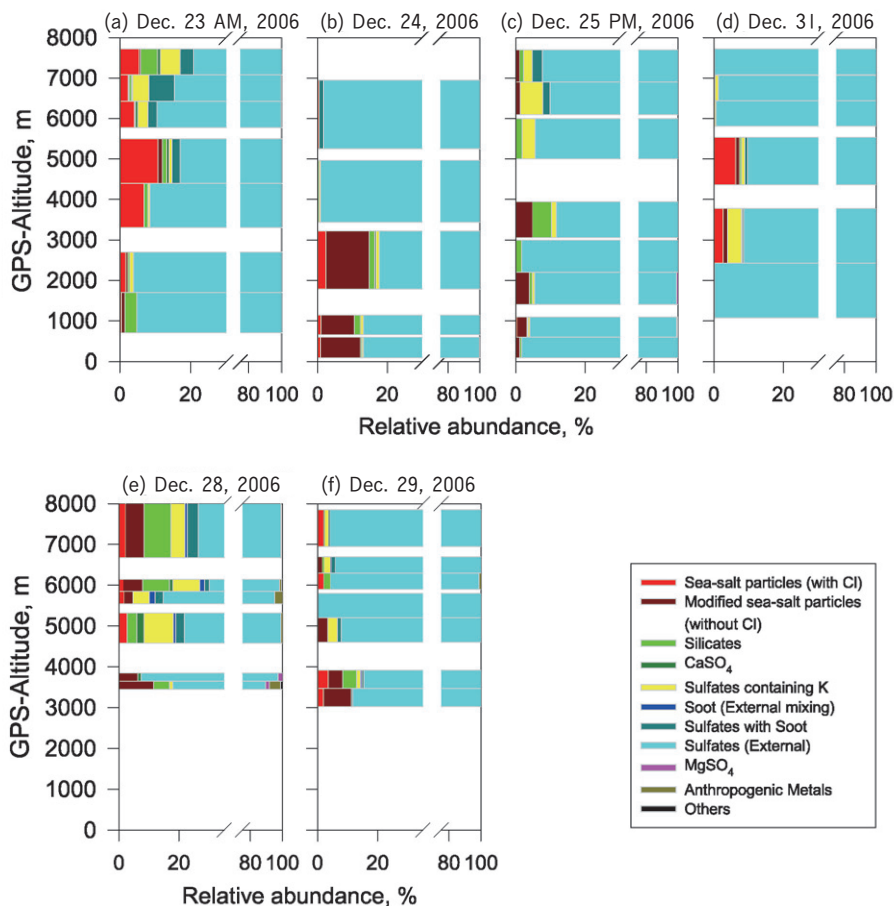 (a) Dec. 23 AM, 2006
(b) Dec. 24, 2006
(c) Dec. 25 PM, 2006
(d) Dec. 31, 2006
GPS-Altitude, m
8000
7000
6000
5000
4000
3000
2000
1000
0
0 20 80 100
0 20 80 100
0 20 80 100
0 20 80 100
Relative abundance, %
(e) Dec. 28, 2006
(f) Dec. 29, 2006
GPS-Altitude, m
8000
7000
6000
5000
4000
3000
2000
1000
0
0 20 80 100
0 20 80 100
Relative abundance, %
Sea-salt particles (with Cl)
Modified sea-salt particles
(without Cl)
Silicates
CaSO4
Sulfates containing K
Soot (External mixing)
Sulfates with Soot
Sulfates (External)
MgSO4
Anthropogenic Metals
Others